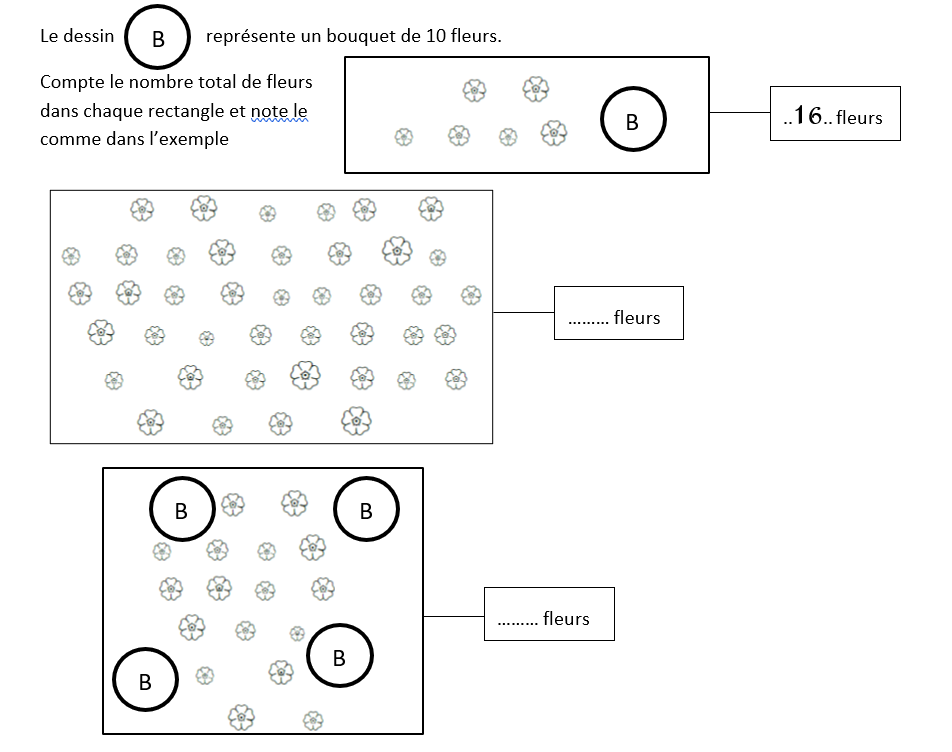 Le dessin B représente un bouquet de 10 fleurs.
Compte le nombre total de fleurs
dans chaque rectangle et note le
comme dans l'exemple
B
..16.. fleurs
......... fleurs
B B
......... fleurs
B
B